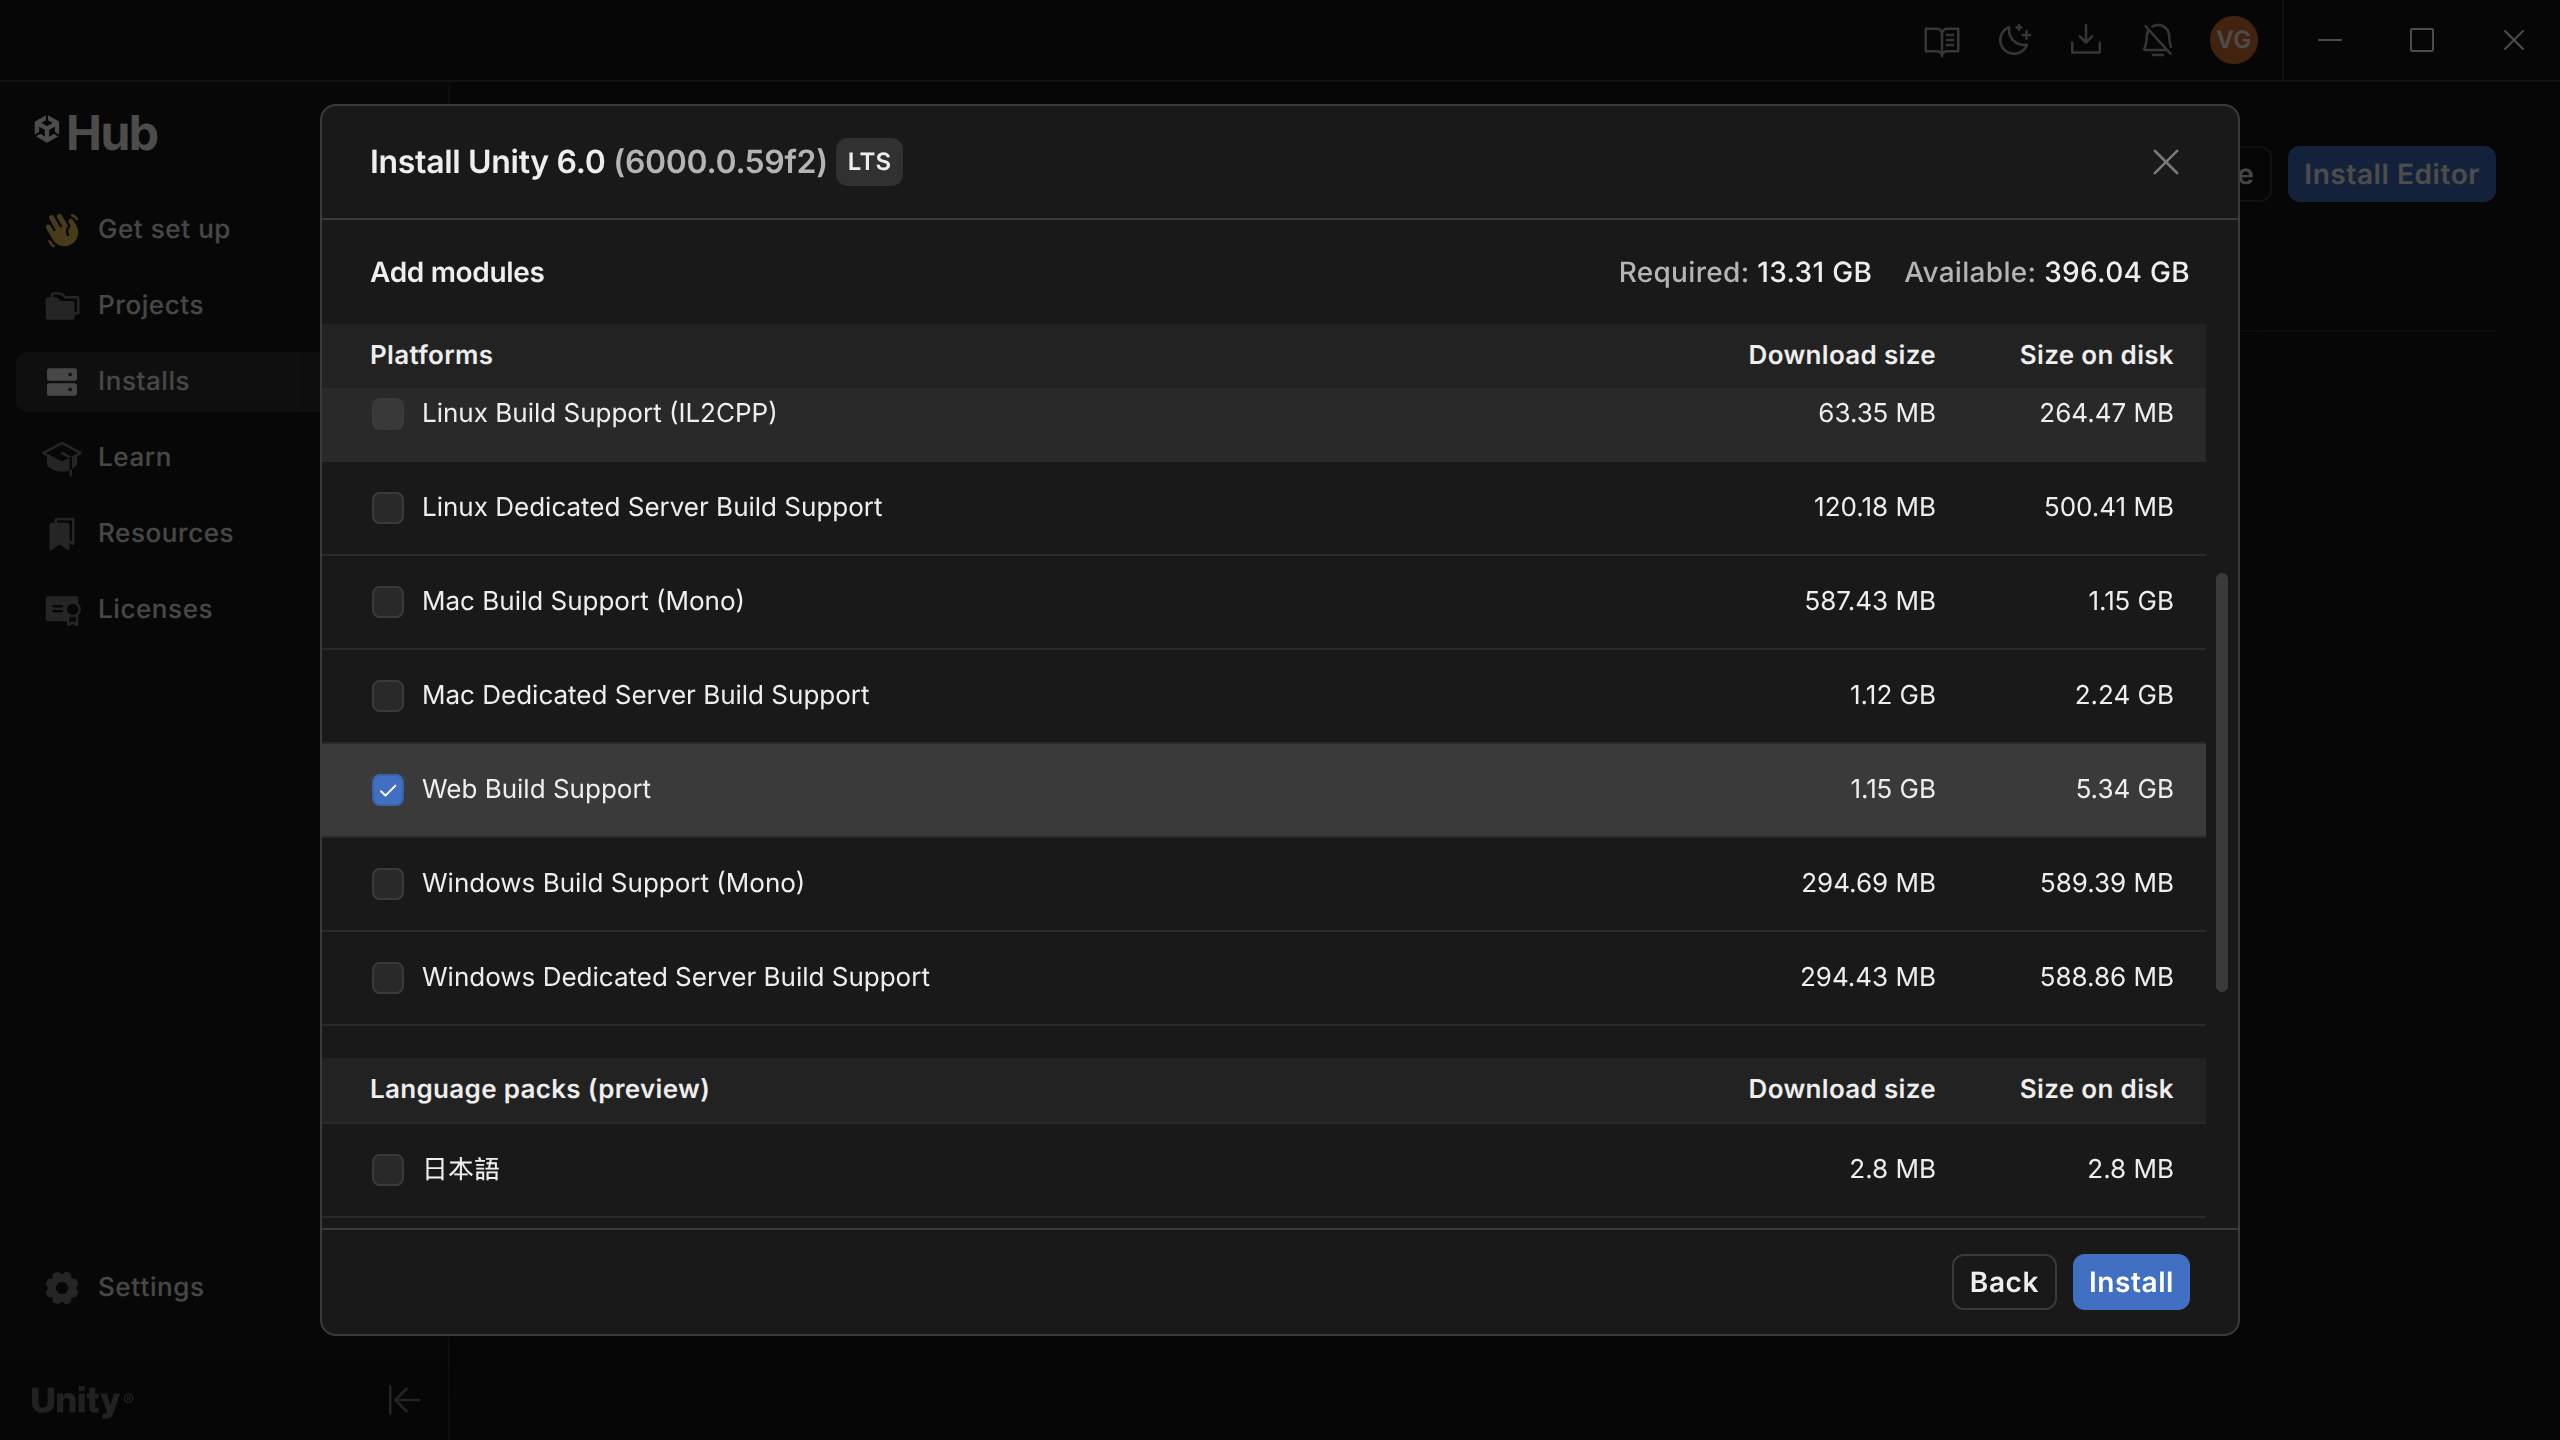 VG
Hub
Get set up
Projects
Installs
Learn
Resources
Licenses
Settings
Unity®
e
Install Editor
Install Unity 6.0 (6000.0.59f2) LTS
Add modules
Required: 13.31 GB Available: 396.04 GB
Platforms Download size Size on disk
Linux Build Support (IL2CPP) 63.35 MB 264.47 MB
Linux Dedicated Server Build Support 120.18 MB 500.41 MB
Mac Build Support (Mono) 587.43 MB 1.15 GB
Mac Dedicated Server Build Support 1.12 GB 2.24 GB
Web Build Support 1.15 GB 5.34 GB
Windows Build Support (Mono) 294.69 MB 589.39 MB
Windows Dedicated Server Build Support 294.43 MB 588.86 MB
Language packs (preview) Download size Size on disk
日本語 2.8 MB 2.8 MB
Back Install